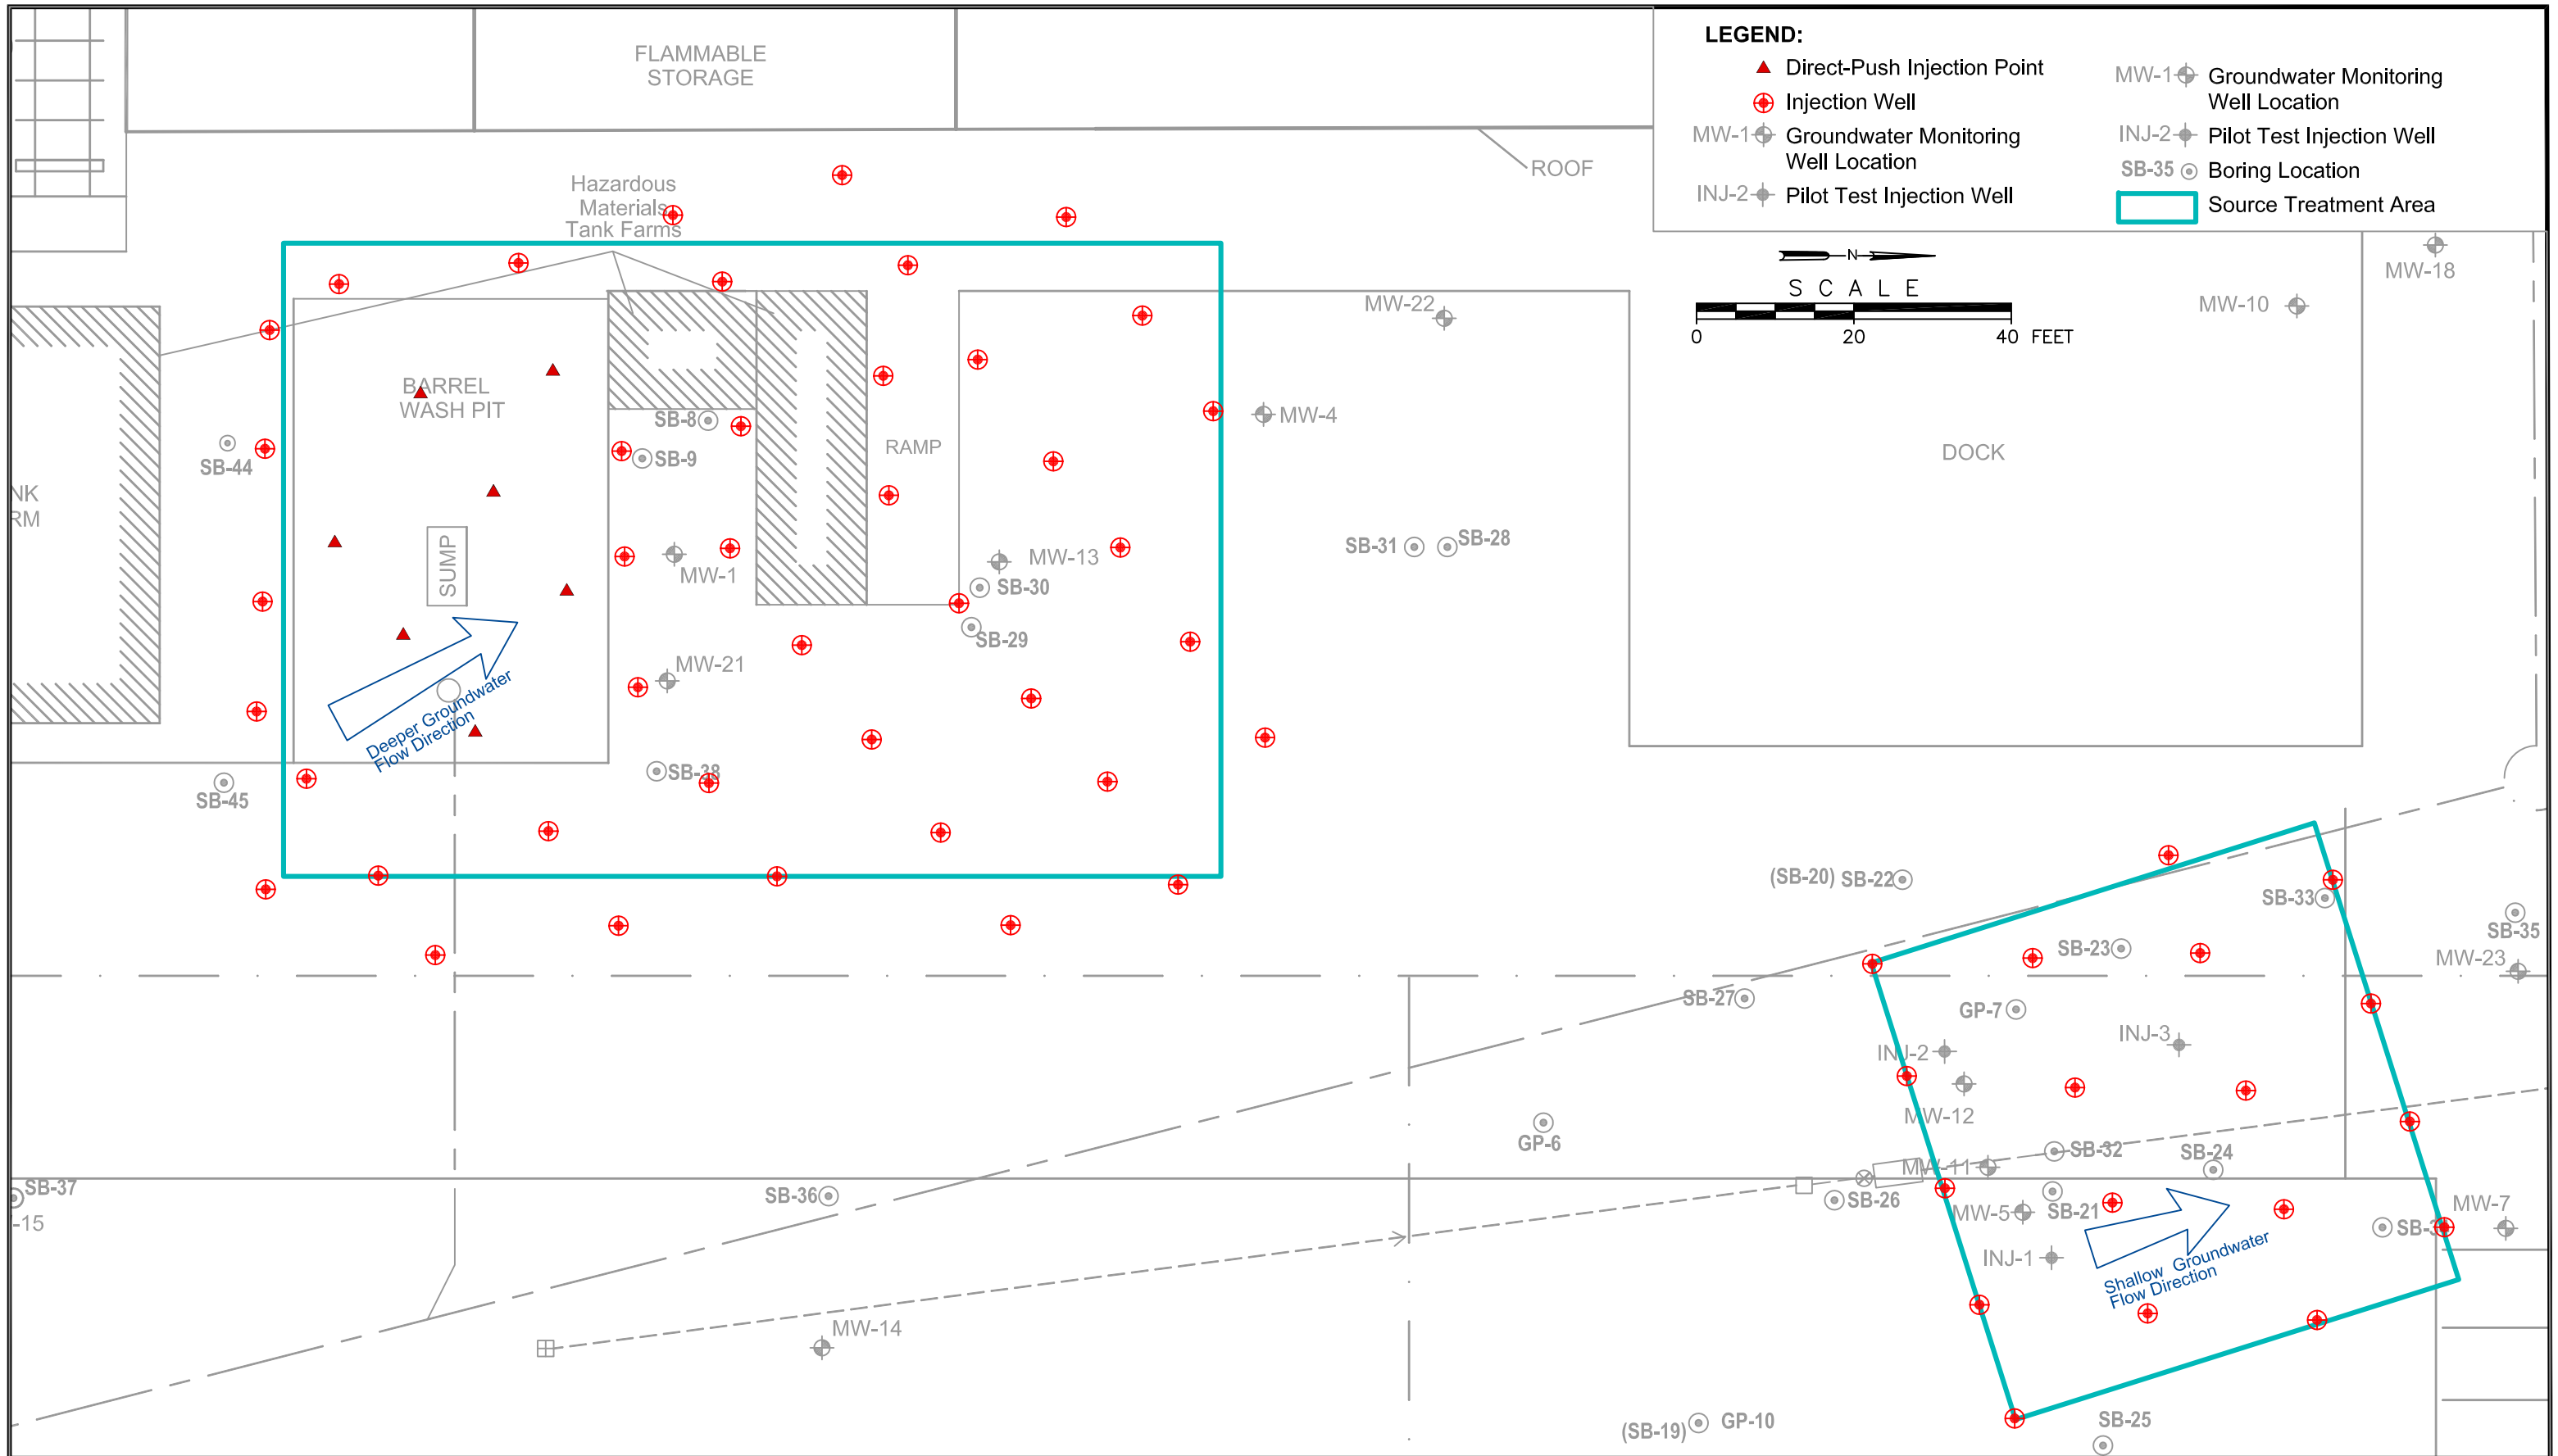 FLAMMABLE
STORAGE
LEGEND:
Direct-Push Injection Point
Injection Well
MW-1 Groundwater Monitoring
Well Location
INJ-2 Pilot Test Injection Well
MW-1 Groundwater Monitoring
Well Location
INJ-2 Pilot Test Injection Well
SB-35 Boring Location
Source Treatment Area
ROOF
Hazardous
Materials
Tank Farms
N
SCALE
0 20 40 FEET
MW-18
MW-10
MW-22
MW-4
BARREL
WASH PIT
SB-8
SB-9
RAMP
DOCK
SB-44
NK
RM
SUMP
MW-1
MW-13
SB-30
SB-29
SB-31
SB-28
MW-21
Deeper Groundwater
Flow Direction
SB-38
SB-45
(SB-20) SB-22
SB-33
SB-35
SB-23
MW-23
SB-27
GP-7
INJ-3
INJ-2
MW-12
GP-6
SB-32
SB-24
MW-11
SB-37
-15
SB-36
SB-26
MW-5
SB-21
SB-3
MW-7
INJ-1
Shallow Groundwater
Flow Direction
MW-14
(SB-19) GP-10
SB-25